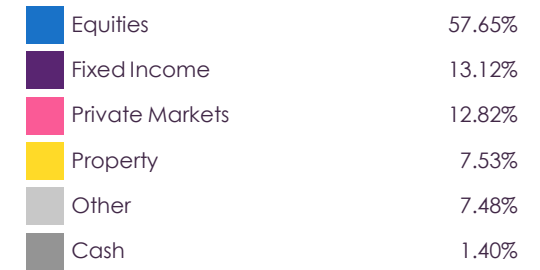 Equities 57.65%
Fixed Income 13.12%
Private Markets 12.82%
Property 7.53%
Other 7.48%
Cash 1.40%